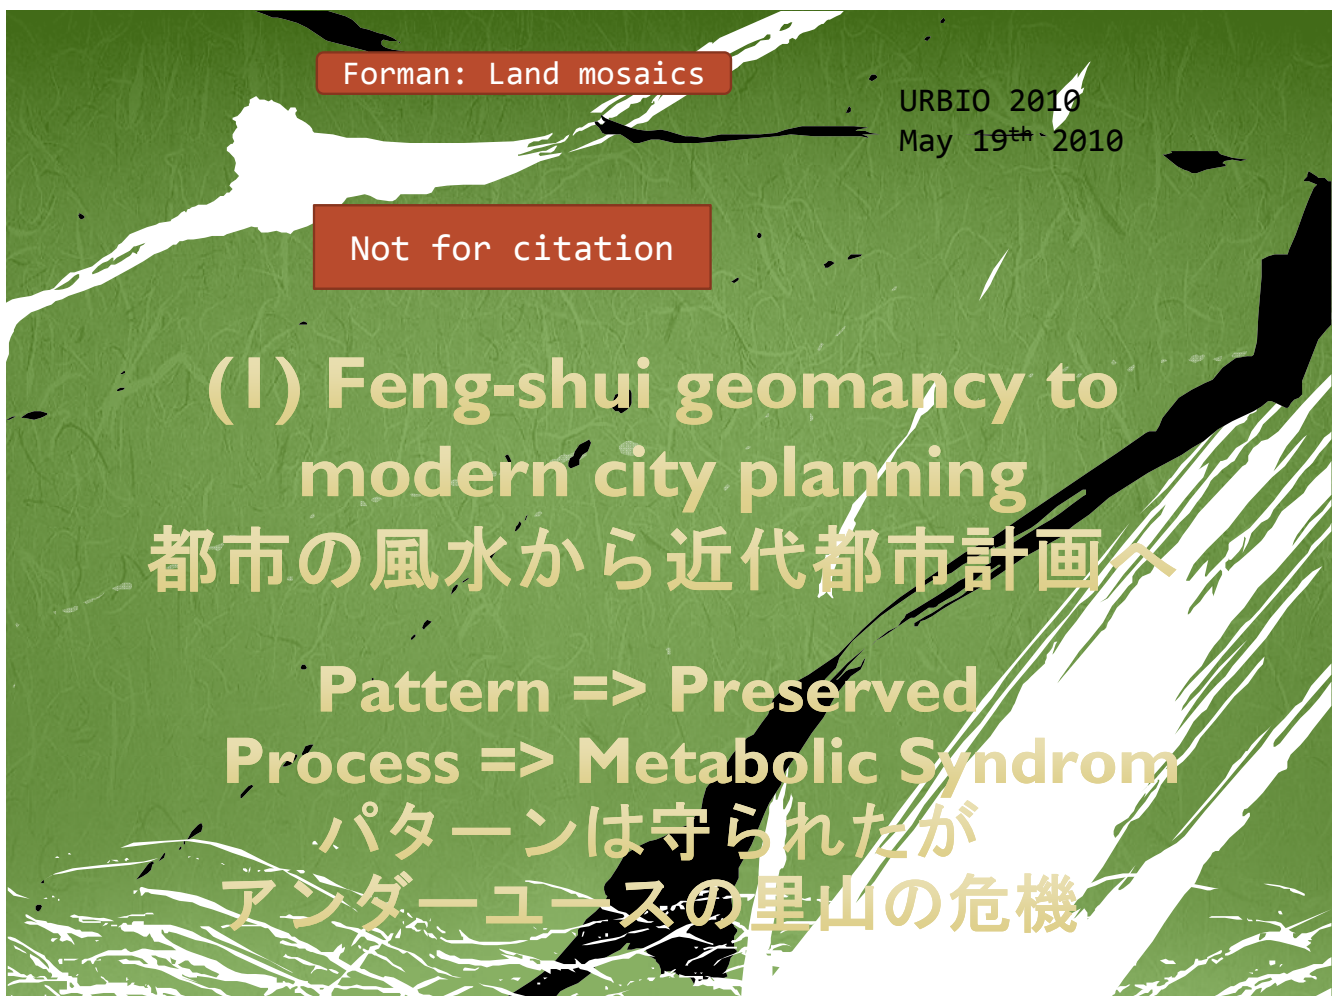 Forman: Land mosaics
URBIO 2010
May 19th 2010
Not for citation
(1) Feng-shui geomancy to
modern city planning
都市の風水から近代都市計画へ
Pattern => Preserved
Process => Metabolic Syndrom
パターンは守られたが
アンダーユースの里山の危機